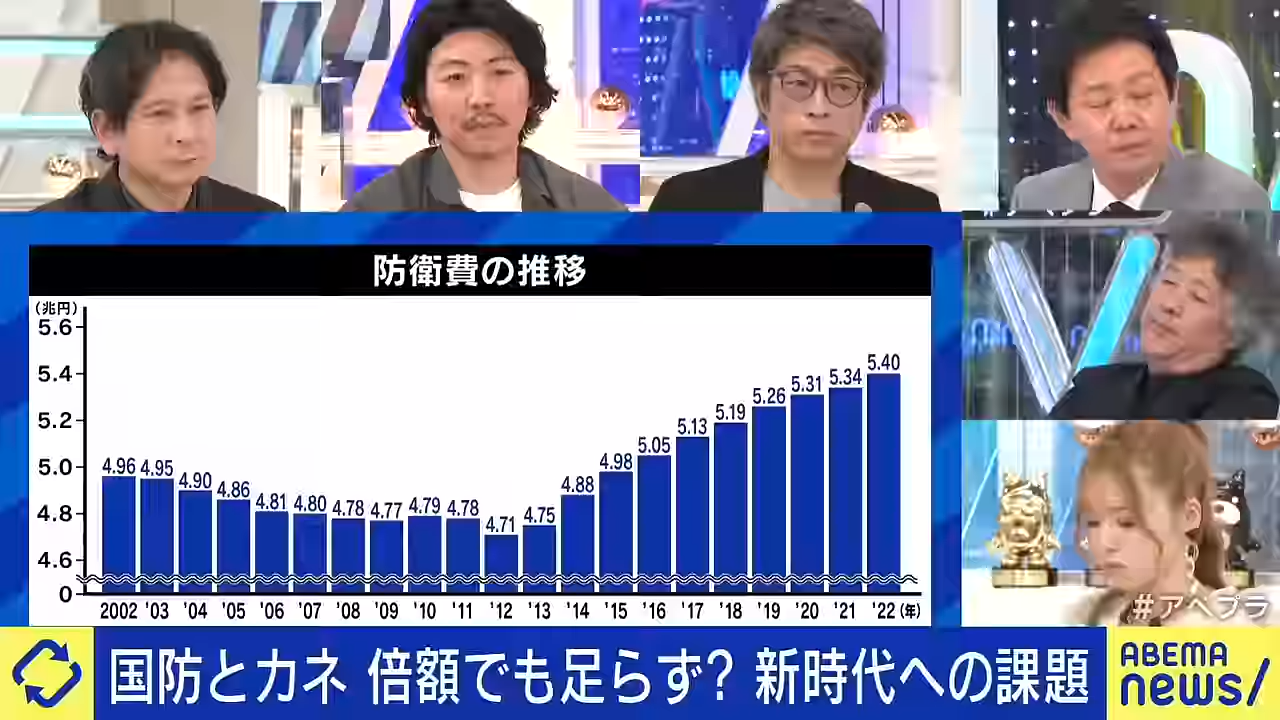 防衛費の推移
(兆円)
5.6
5.4
5.2
5.0
4.8
4.6
0
4.96 4.95 4.90 4.86 4.81 4.80 4.78 4.77 4.79 4.78 4.71 4.75 4.88 4.98 5.05 5.13 5.19 5.26 5.31 5.34 5.40
2002 '03 '04 '05 '06 '07 '08 '09 '10 '11 '12 '13 '14 '15 '16 '17 '18 '19 '20 '21 '22 (年)
#アベプラ
国防とカネ 倍額でも足らず? 新時代への課題
ABEMA
news/